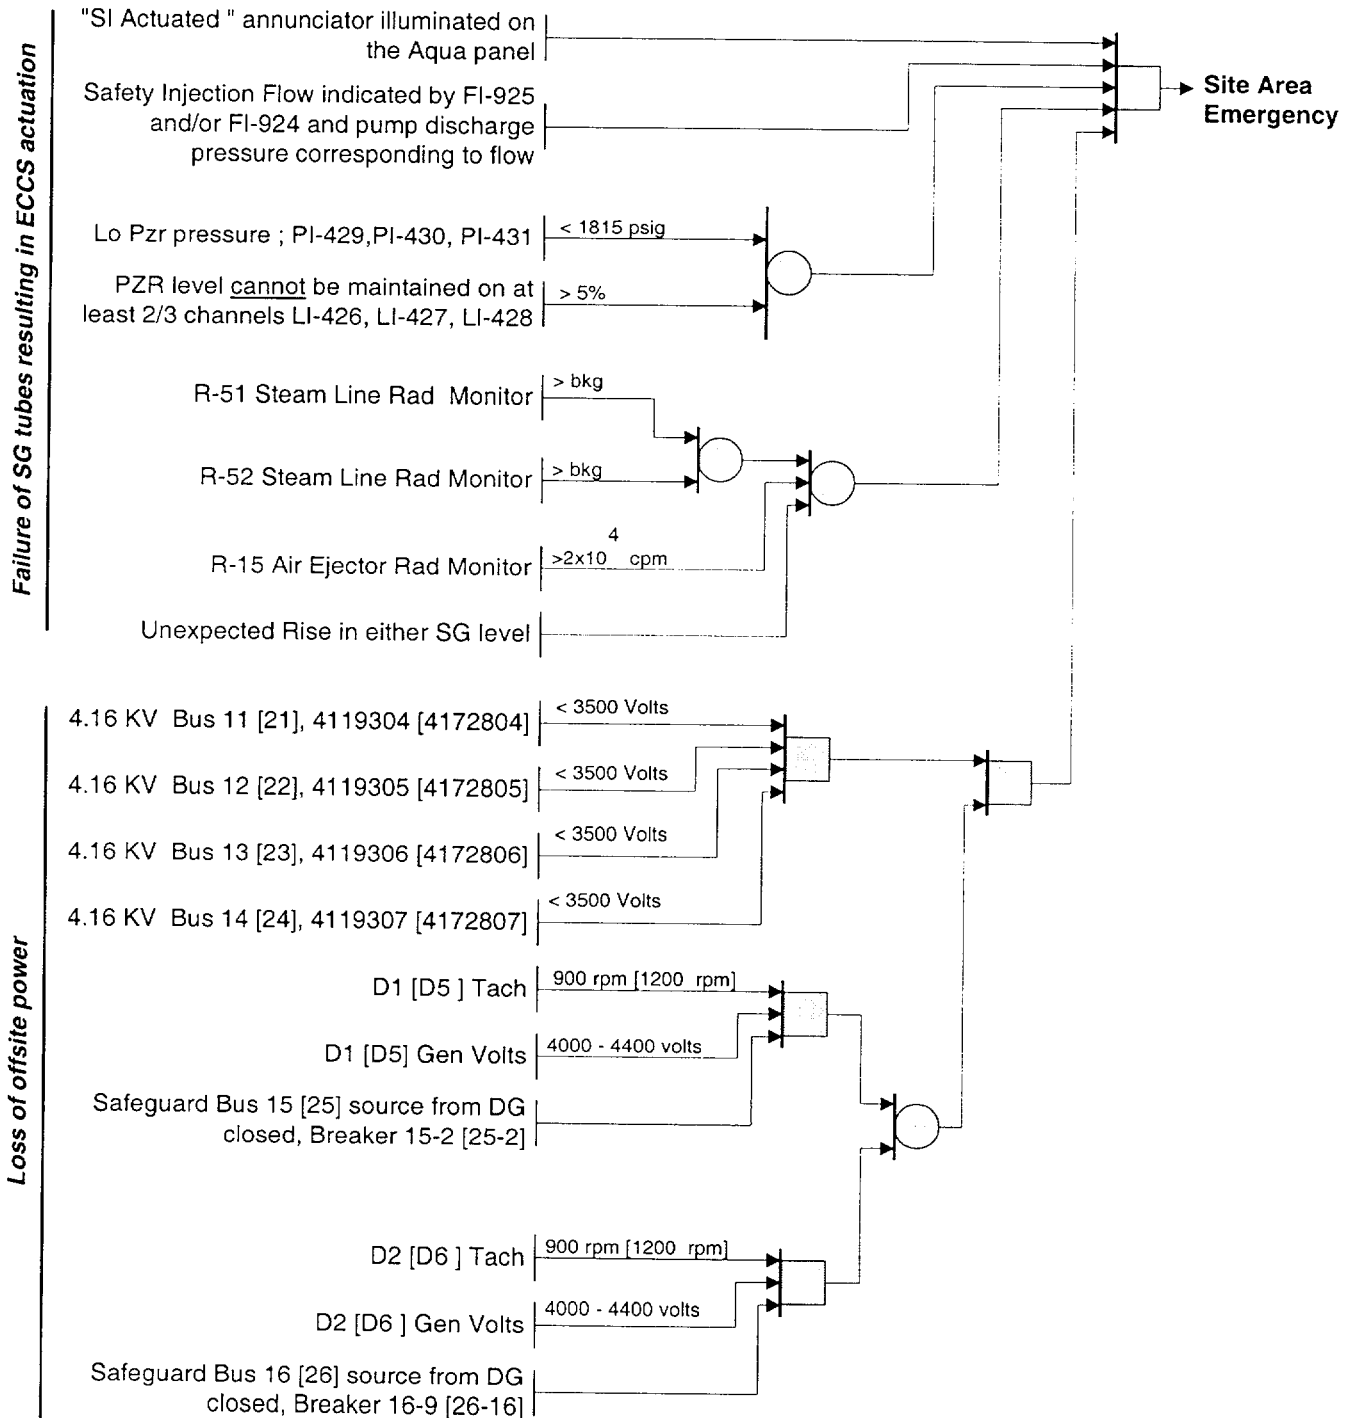 "SI Actuated " annunciator illuminated on
the Aqua panel
Site Area
Emergency
Safety Injection Flow indicated by FI-925
and/or FI-924 and pump discharge
pressure corresponding to flow
Failure of SG tubes resulting in ECCS actuation
Lo Pzr pressure ; PI-429,PI-430, PI-431
< 1815 psig
PZR level cannot be maintained on at
least 2/3 channels LI-426, LI-427, LI-428
> 5%
R-51 Steam Line Rad Monitor
> bkg
R-52 Steam Line Rad Monitor
> bkg
R-15 Air Ejector Rad Monitor
>2x10 4 cpm
Unexpected Rise in either SG level
Loss of offsite power
4.16 KV Bus 11 [21], 4119304 [4172804]
< 3500 Volts
4.16 KV Bus 12 [22], 4119305 [4172805]
< 3500 Volts
4.16 KV Bus 13 [23], 4119306 [4172806]
< 3500 Volts
4.16 KV Bus 14 [24], 4119307 [4172807]
< 3500 Volts
D1 [D5 ] Tach
900 rpm [1200 rpm]
D1 [D5] Gen Volts
4000 - 4400 volts
Safeguard Bus 15 [25] source from DG
closed, Breaker 15-2 [25-2]
D2 [D6 ] Tach
900 rpm [1200 rpm]
D2 [D6 ] Gen Volts
4000 - 4400 volts
Safeguard Bus 16 [26] source from DG
closed, Breaker 16-9 [26-16]